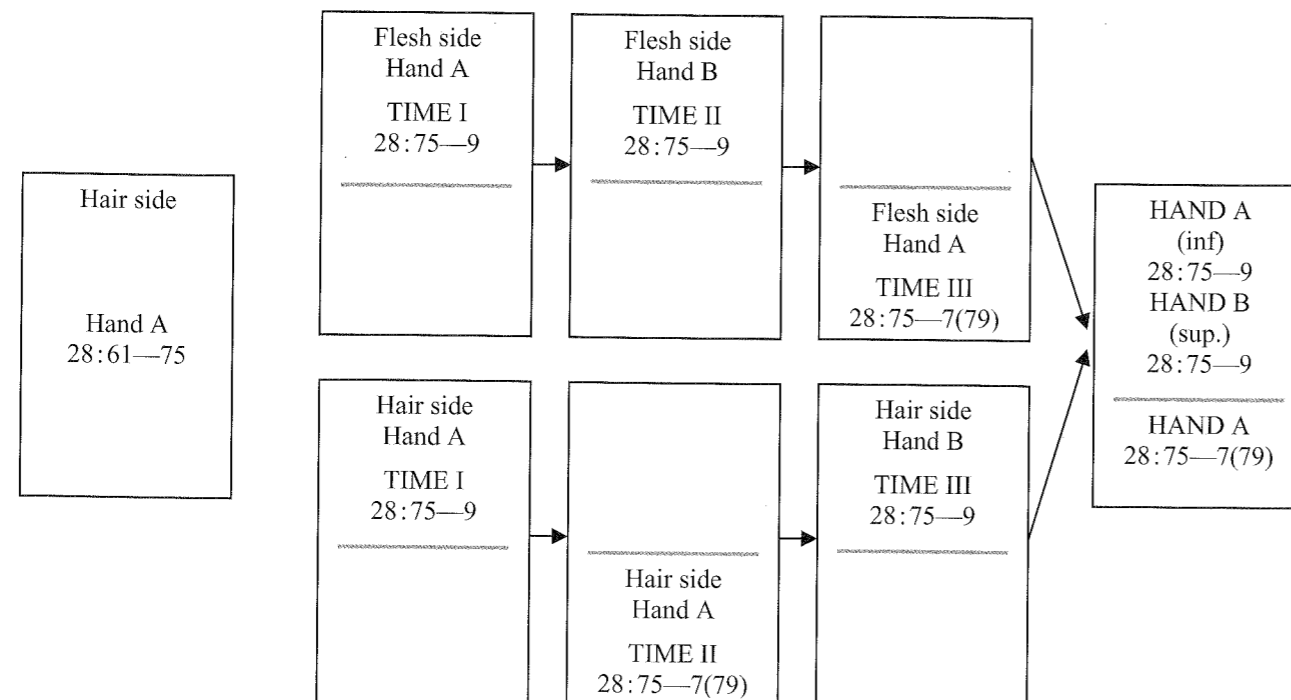 Hair side
Hand A
28:61—75
Flesh side
Hand A
TIME I
28:75—9
Flesh side
Hand B
TIME II
28:75—9
Flesh side
Hand A
TIME III
28:75—7(79)
Hair side
Hand A
TIME I
28:75—9
Hair side
Hand A
TIME II
28:75—7(79)
Hair side
Hand B
TIME III
28:75—9
HAND A
(inf)
28:75—9
HAND B
(sup.)
28:75—9
HAND A
28:75—7(79)